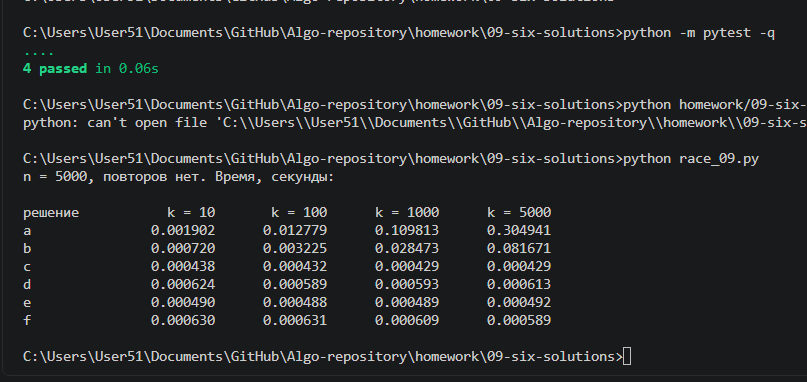 C:\Users\User51\Documents\GitHub\Algo-repository\homework\09-six-solutions>python -m pytest -q
....
4 passed in 0.06s
C:\Users\User51\Documents\GitHub\Algo-repository\homework\09-six-solutions>python homework/09-six-
python: can't open file 'C:\\Users\\User51\\Documents\\GitHub\\Algo-repository\\homework\\09-six-s
C:\Users\User51\Documents\GitHub\Algo-repository\homework\09-six-solutions>python race_09.py
n = 5000, повторов нет. Время, секунды:
решение k = 10 k = 100 k = 1000 k = 5000
a 0.001902 0.012779 0.109813 0.304941
b 0.000720 0.003225 0.028473 0.081671
c 0.000438 0.000432 0.000429 0.000429
d 0.000624 0.000589 0.000593 0.000613
e 0.000490 0.000488 0.000489 0.000492
f 0.000630 0.000631 0.000609 0.000589
C:\Users\User51\Documents\GitHub\Algo-repository\homework\09-six-solutions>